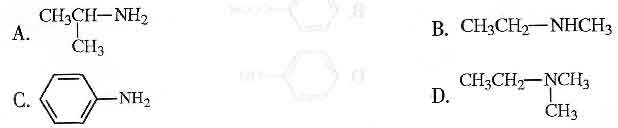 A. CH₃CH—NH₂
CH₃
B. CH₃CH₂—NHCH₃
C. —NH₂
D. CH₃CH₂—NCH₃
CH₃